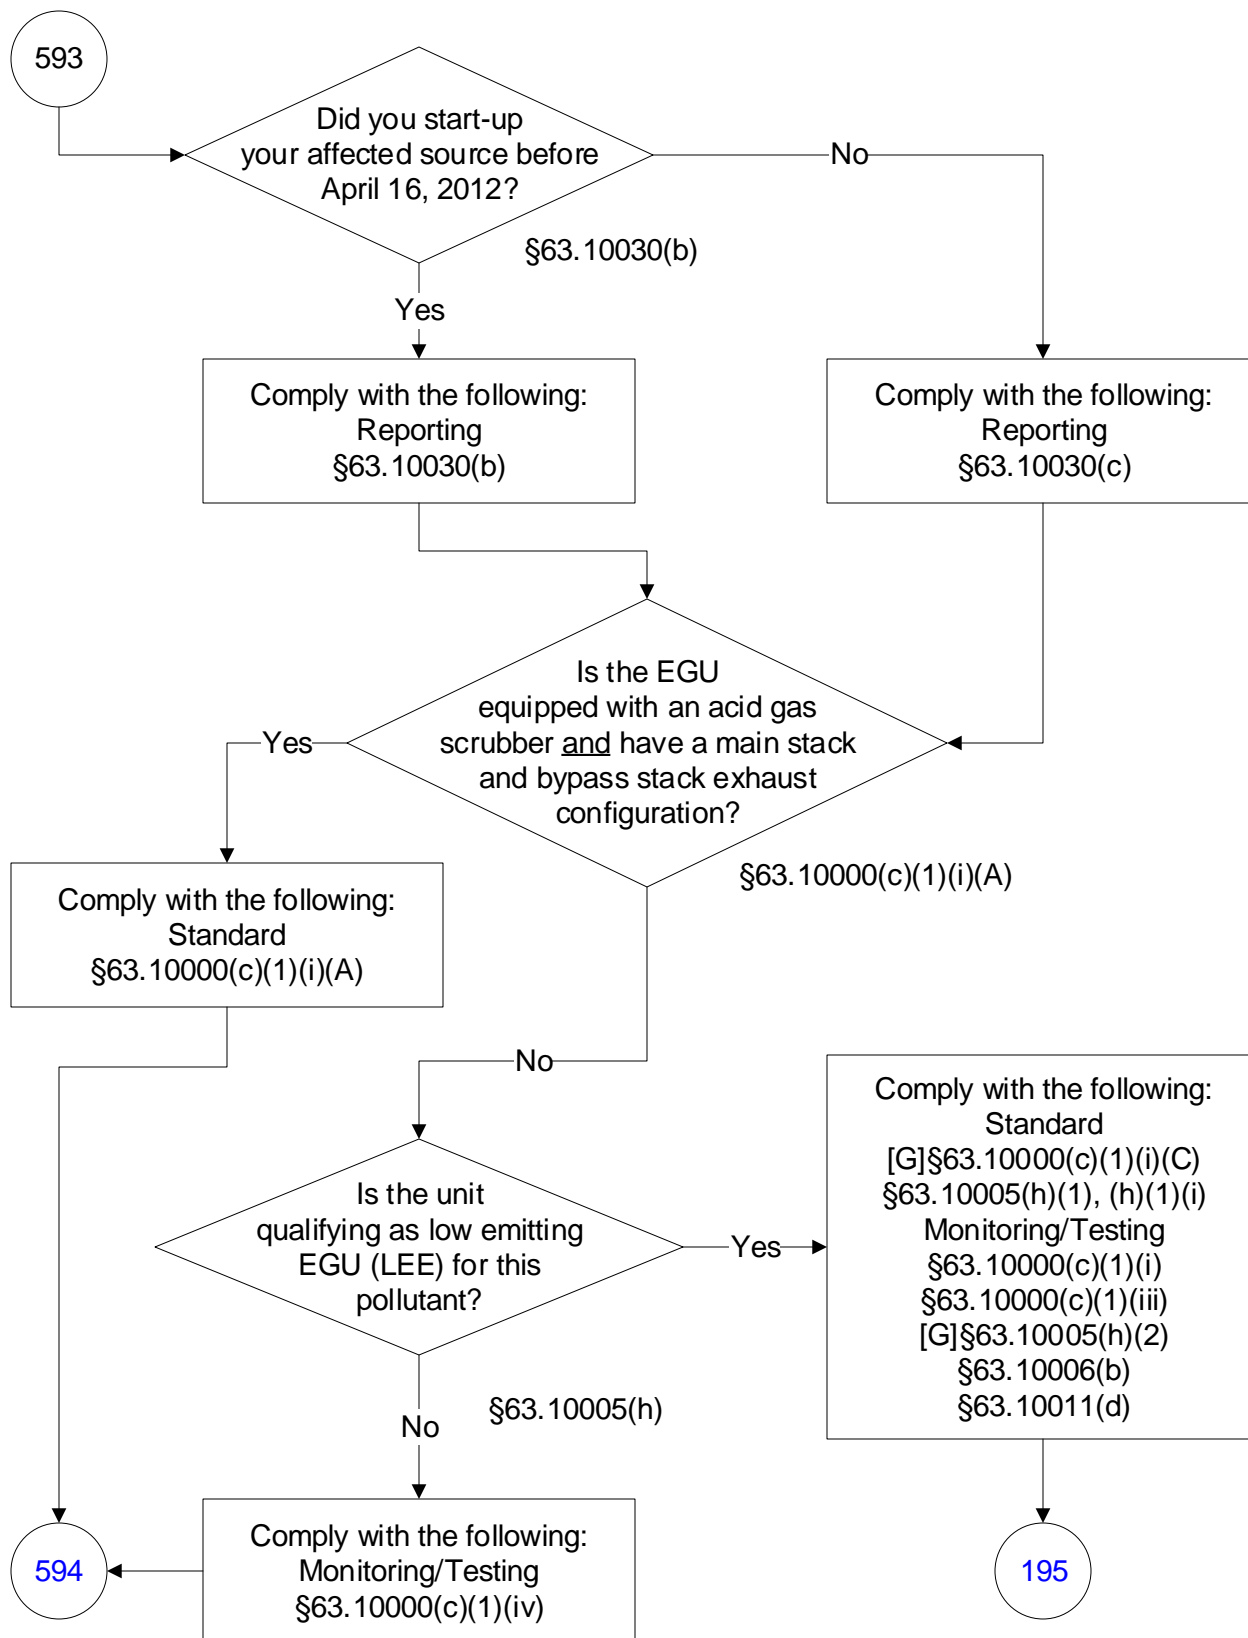 593
Did you start-up
your affected source before
April 16, 2012?
No
§63.10030(b)
Yes
Comply with the following:
Reporting
§63.10030(b)
Comply with the following:
Reporting
§63.10030(c)
Is the EGU
equipped with an acid gas
scrubber and have a main stack
and bypass stack exhaust
configuration?
Yes
§63.10000(c)(1)(i)(A)
Comply with the following:
Standard
§63.10000(c)(1)(i)(A)
No
Is the unit
qualifying as low emitting
EGU (LEE) for this
pollutant?
Yes
Comply with the following:
Standard
[G]§63.10000(c)(1)(i)(C)
§63.10005(h)(1), (h)(1)(i)
Monitoring/Testing
§63.10000(c)(1)(i)
§63.10000(c)(1)(iii)
[G]§63.10005(h)(2)
§63.10006(b)
§63.10011(d)
§63.10005(h)
No
Comply with the following:
Monitoring/Testing
§63.10000(c)(1)(iv)
594
195